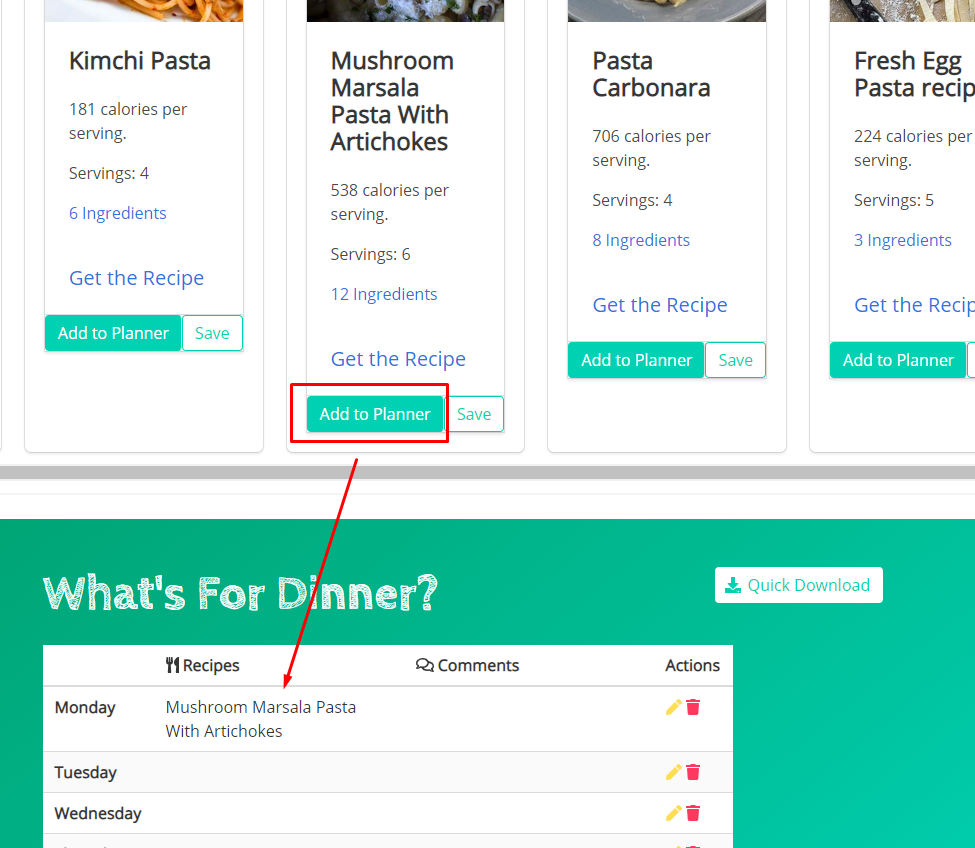 Kimchi Pasta
181 calories per
serving.
Servings: 4
6 Ingredients
Get the Recipe
Add to Planner
Save
Mushroom
Marsala
Pasta With
Artichokes
538 calories per
serving.
Servings: 6
12 Ingredients
Get the Recipe
Add to Planner
Save
Pasta
Carbonara
706 calories per
serving.
Servings: 4
8 Ingredients
Get the Recipe
Add to Planner
Save
Fresh Egg
Pasta recip
224 calories per
serving.
Servings: 5
3 Ingredients
Get the Recip
Add to Planner
What's For Dinner?
Quick Download
Recipes Comments Actions
Monday Mushroom Marsala Pasta
With Artichokes
Tuesday
Wednesday